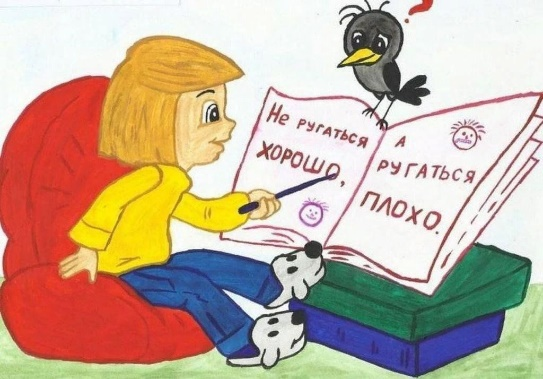 Не ругаться
хорошо,
а
ругаться
плохо.
?